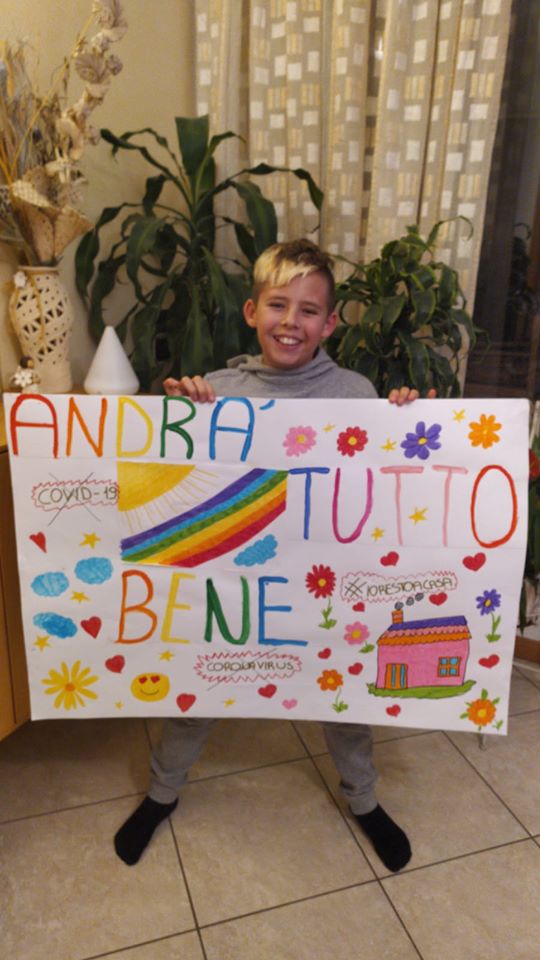 ANDRA'
COVID-19
TUTTO
BENE
#IORESTOACASA
CORONAVIRUS